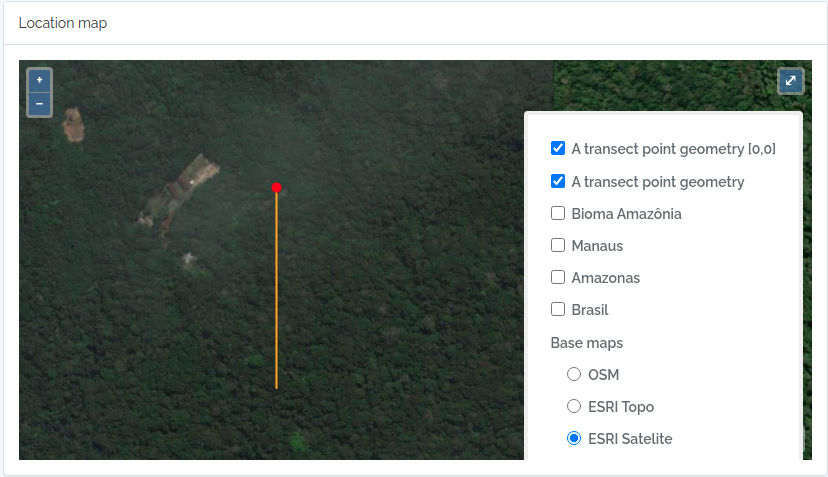 Location map
+
−
A transect point geometry [0,0]
A transect point geometry
Bioma Amazônia
Manaus
Amazonas
Brasil
Base maps
OSM
ESRI Topo
ESRI Satelite